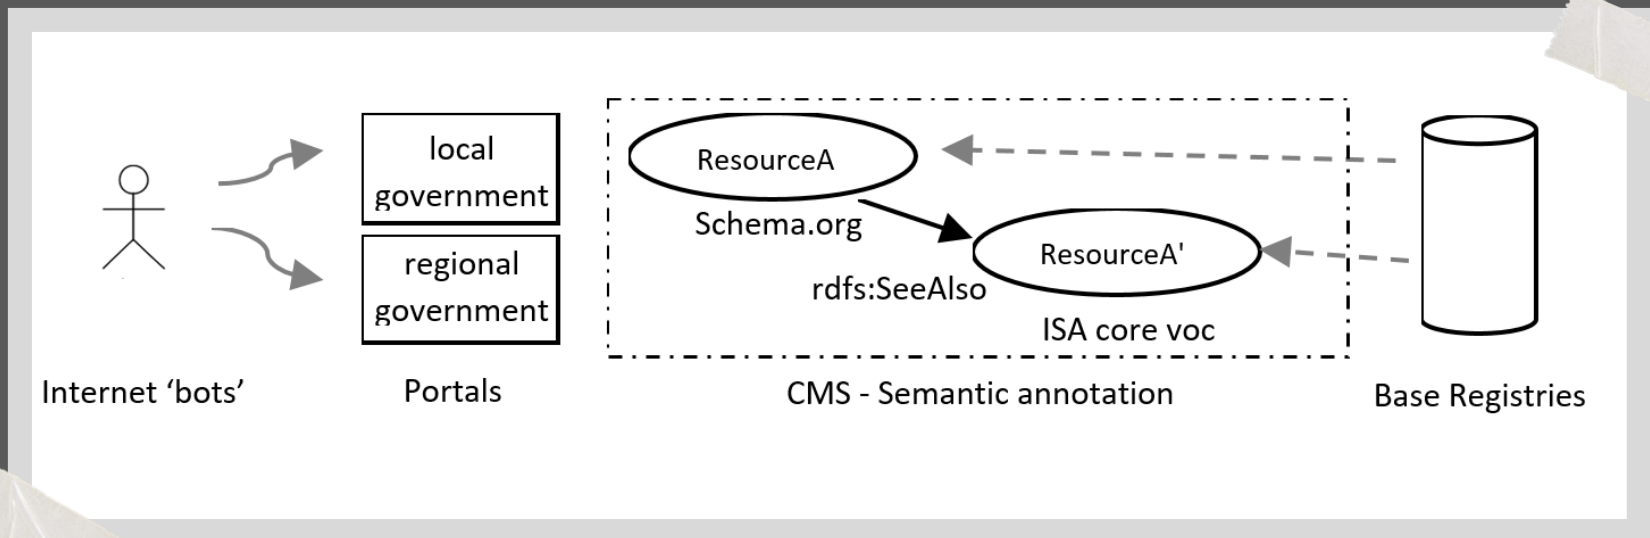 local
government
regional
government
ResourceA
Schema.org
rdfs:SeeAlso
ResourceA'
ISA core voc
Internet ‘bots’
Portals
CMS - Semantic annotation
Base Registries